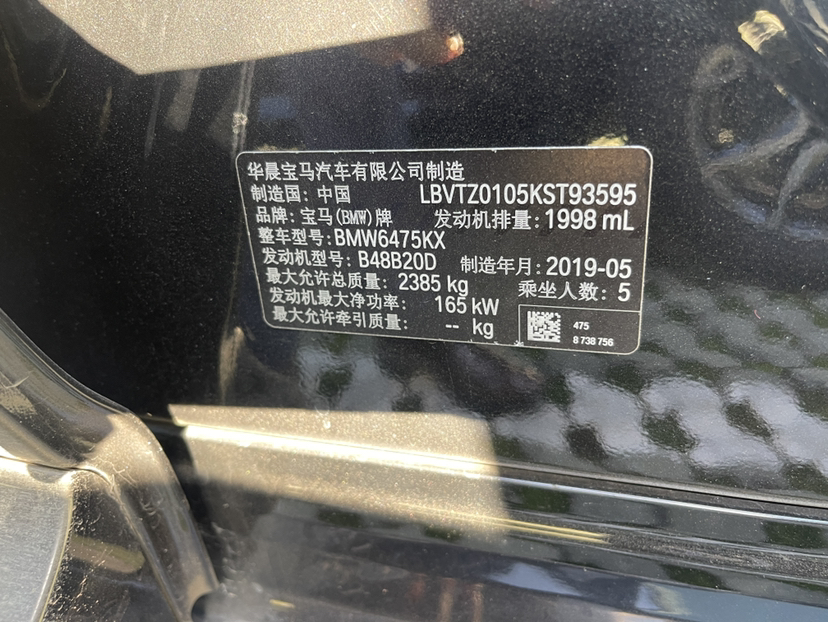 华晨宝马汽车有限公司制造
制造国: 中国 LBVTZ0105KST93595
品牌: 宝马(BMW)牌 发动机排量: 1998 mL
整车型号: BMW6475KX
发动机型号: B48B20D 制造年月: 2019-05
最大允许总质量: 2385 kg 乘坐人数: 5
发动机最大净功率: 165 kW
最大允许牵引质量: -- kg
475
8 738 756